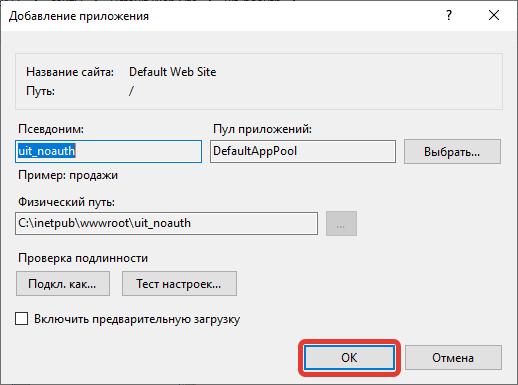 Добавление приложения
?
Название сайта: Default Web Site
Путь: /
Псевдоним: Пул приложений:
uit_noauth DefaultAppPool Выбрать...
Пример: продажи
Физический путь:
C:\inetpub\wwwroot\uit_noauth ...
Проверка подлинности
Подкл. как... Тест настроек...
Включить предварительную загрузку
OK Отмена